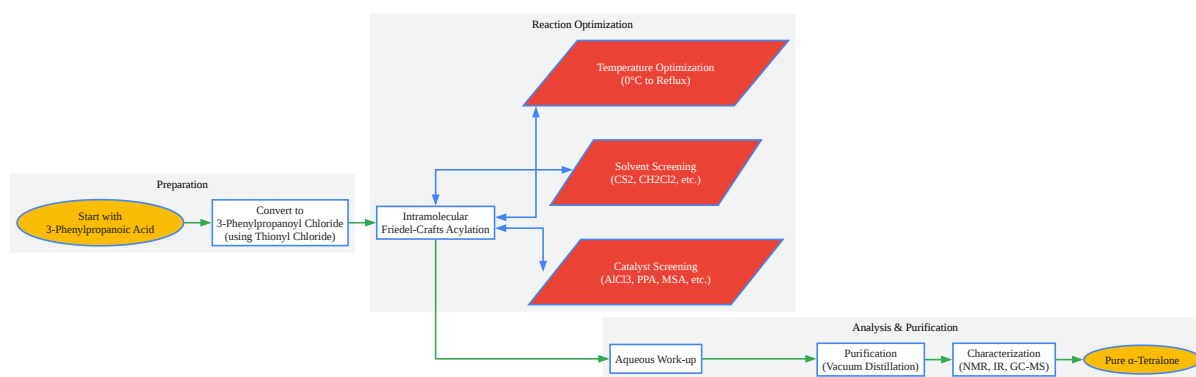 Reaction Optimization
Temperature Optimization
(0°C to Reflux)
Solvent Screening
(CS2, CH2Cl2, etc.)
Preparation
Start with
3-Phenylpropanoic Acid
Convert to
3-Phenylpropanoyl Chloride
(using Thionyl Chloride)
Intramolecular
Friedel-Crafts Acylation
Catalyst Screening
(AlCl3, PPA, MSA, etc.)
Analysis & Purification
Aqueous Work-up
Purification
(Vacuum Distillation)
Characterization
(NMR, IR, GC-MS)
Pure α-Tetralone